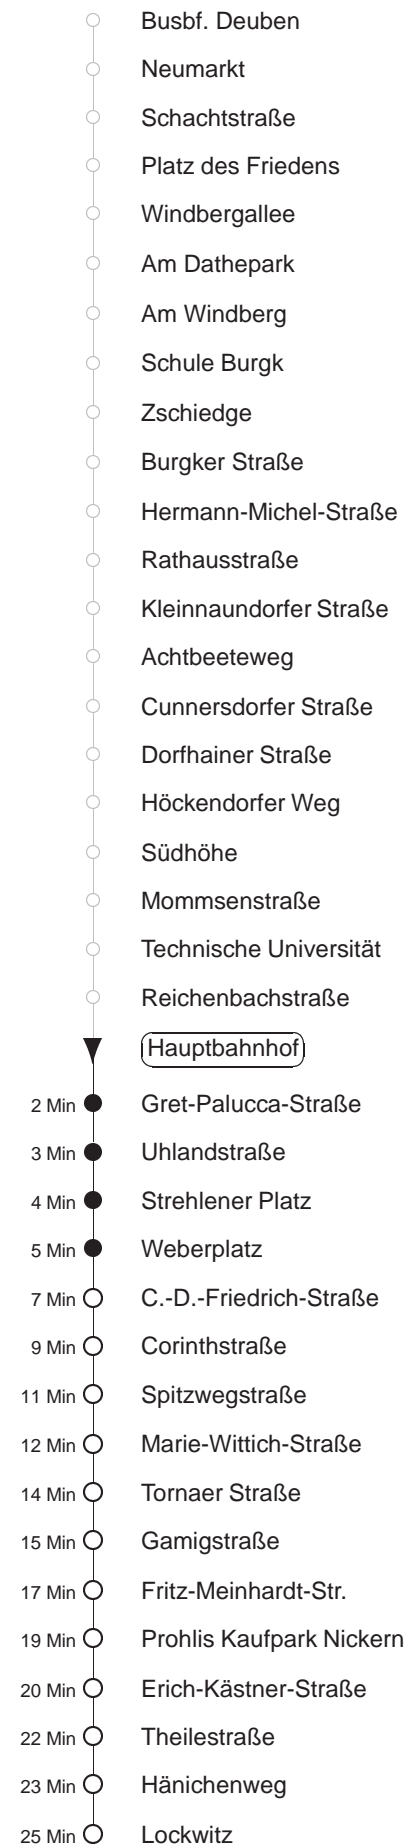 Busbf. Deuben
Neumarkt
Schachtstraße
Platz des Friedens
Windbergallee
Am Dathepark
Am Windberg
Schule Burgk
Zschiedge
Burgker Straße
Hermann-Michel-Straße
Rathausstraße
Kleinnaundorfer Straße
Achtbeeteweg
Cunnersdorfer Straße
Dorfhainer Straße
Höckendorfer Weg
Südhöhe
Mommsenstraße
Technische Universität
Reichenbachstraße
Hauptbahnhof
2 Min Gret-Palucca-Straße
3 Min Uhlandstraße
4 Min Strehlener Platz
5 Min Weberplatz
7 Min C.-D.-Friedrich-Straße
9 Min Corinthstraße
11 Min Spitzwegstraße
12 Min Marie-Wittich-Straße
14 Min Tornaer Straße
15 Min Gamigstraße
17 Min Fritz-Meinhardt-Str.
19 Min Prohlis Kaufpark Nickern
20 Min Erich-Kästner-Straße
22 Min Theilestraße
23 Min Hänichenweg
25 Min Lockwitz